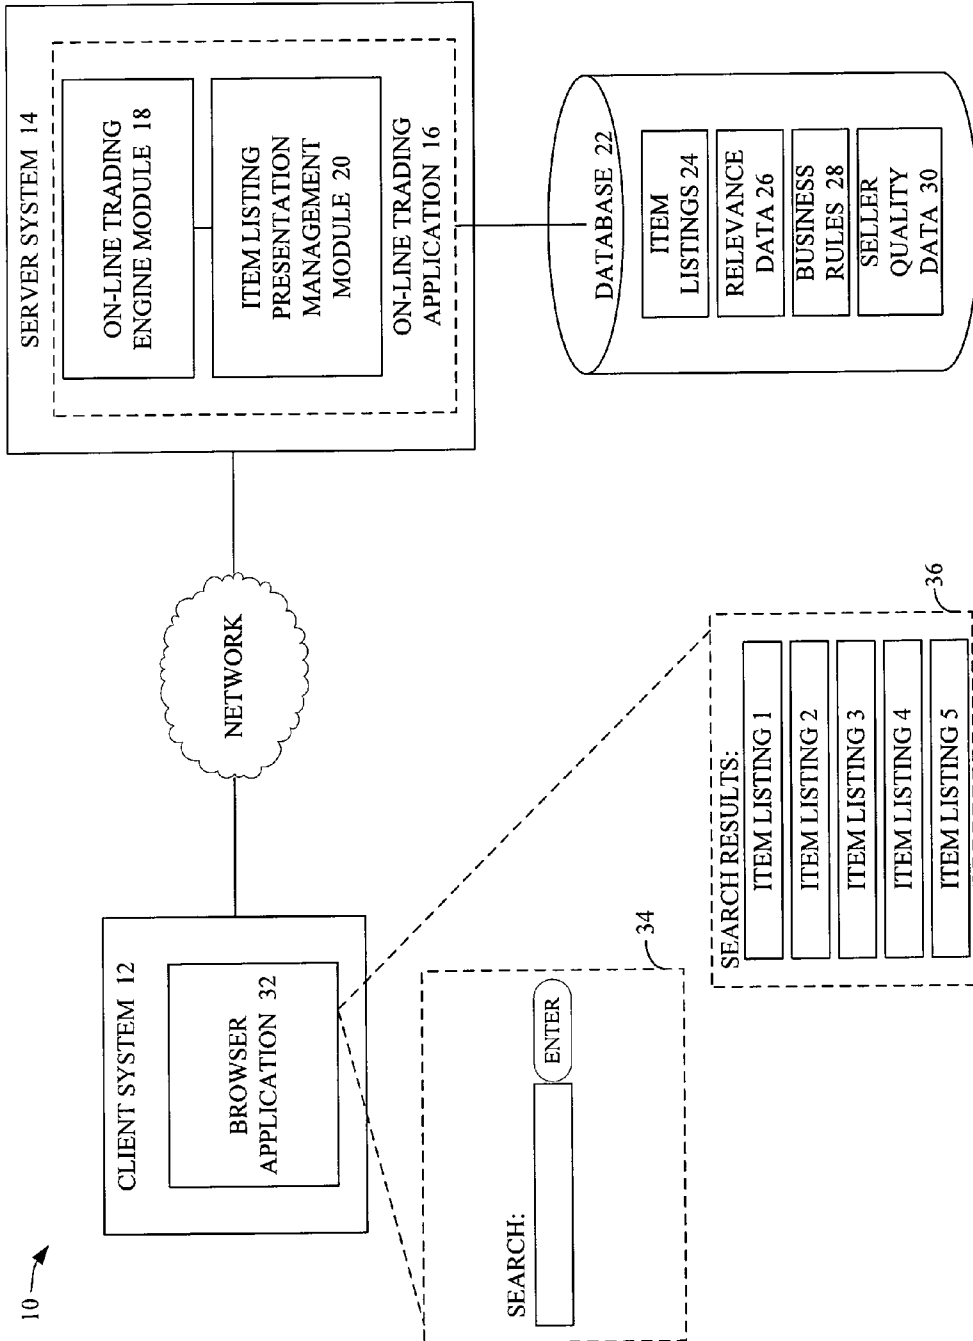 10
CLIENT SYSTEM 12
BROWSER
APPLICATION 32
NETWORK
SERVER SYSTEM 14
ON-LINE TRADING
ENGINE MODULE 18
ITEM LISTING
PRESENTATION
MANAGEMENT
MODULE 20
ON-LINE TRADING
APPLICATION 16
SEARCH:
ENTER
34
SEARCH RESULTS:
ITEM LISTING 1
ITEM LISTING 2
ITEM LISTING 3
ITEM LISTING 4
ITEM LISTING 5
36
DATABASE 22
ITEM
LISTINGS 24
RELEVANCE
DATA 26
BUSINESS
RULES 28
SELLER
QUALITY
DATA 30